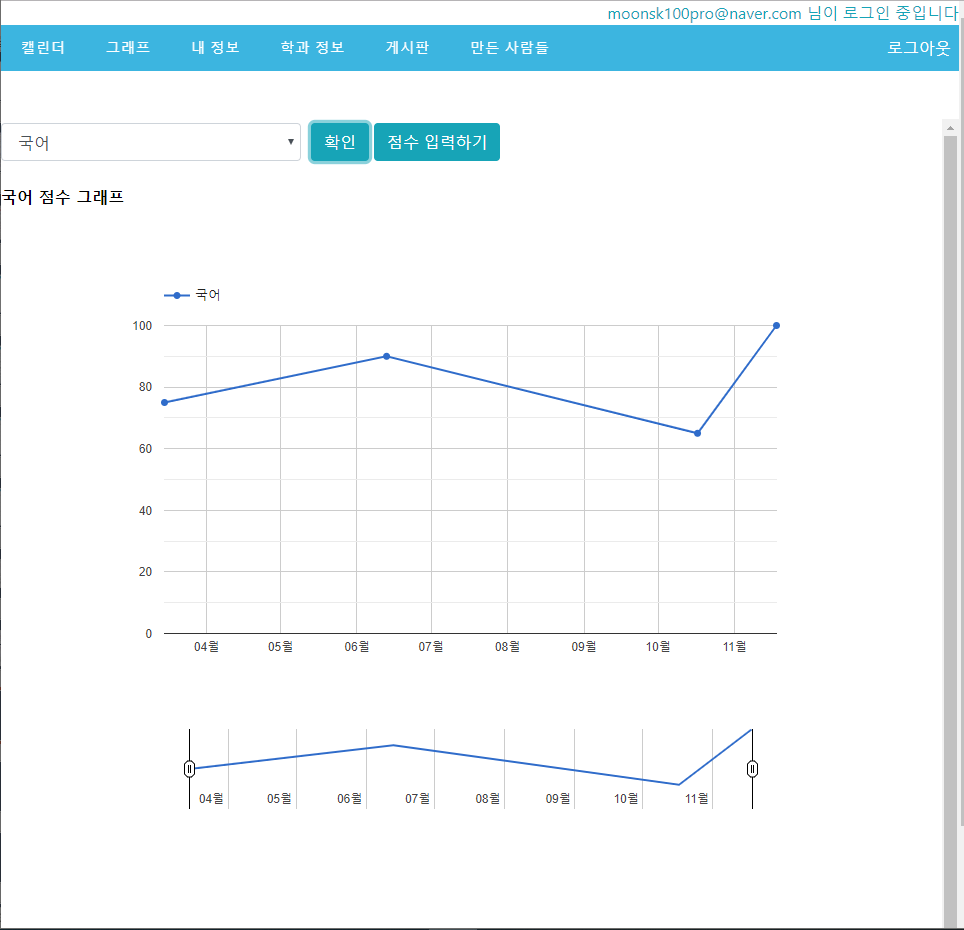 moonsk100pro@naver.com 님이 로그인 중입니다
캘린더 그래프 내 정보 학과 정보 게시판 만든 사람들 로그아웃
국어 확인 점수 입력하기
국어 점수 그래프
국어
100
80
60
40
20
0
04월 05월 06월 07월 08월 09월 10월 11월
04월 05월 06월 07월 08월 09월 10월 11월